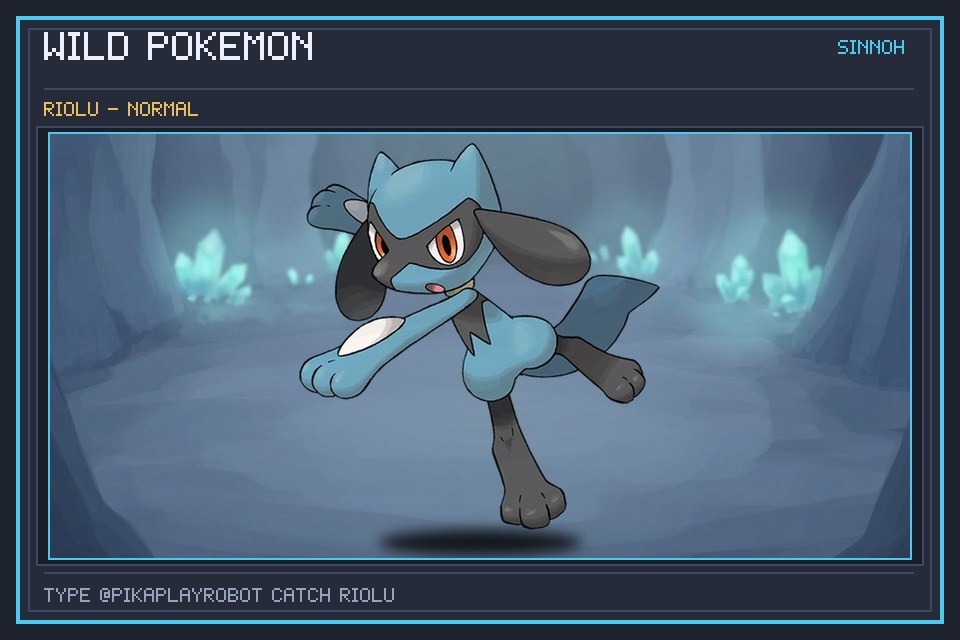 WILD POKEMON
SINNOH
RIOLU - NORMAL
TYPE @PIKAPLAYROBOT CATCH RIOLU